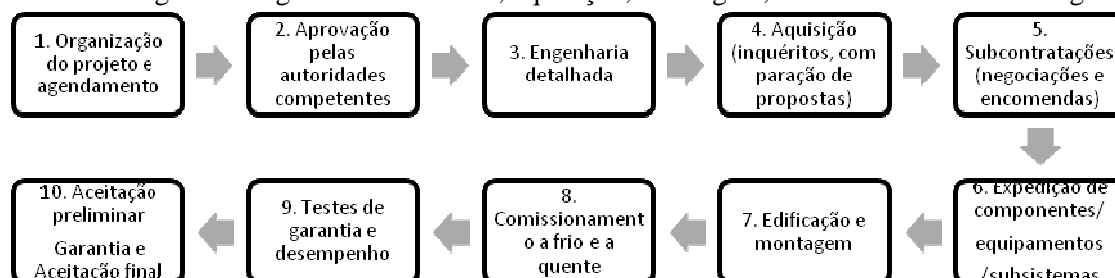 1. Organização
do projeto e
agendamento
2. Aprovação
pelas
autoridades
competentes
3. Engenharia
detalhada
4. Aquisição
(inquéritos, com
paração de
propostas)
5.
Subcontratações
(negociações e
encomendas)
6. Expedição de
componentes/
equipamentos
/subsistemas
7. Edificação e
montagem
8.
Comissionament
o a frio e a
quente
9. Testes de
garantia e
desempenho
10. Aceitação
preliminar
Garantia e
Aceitação final